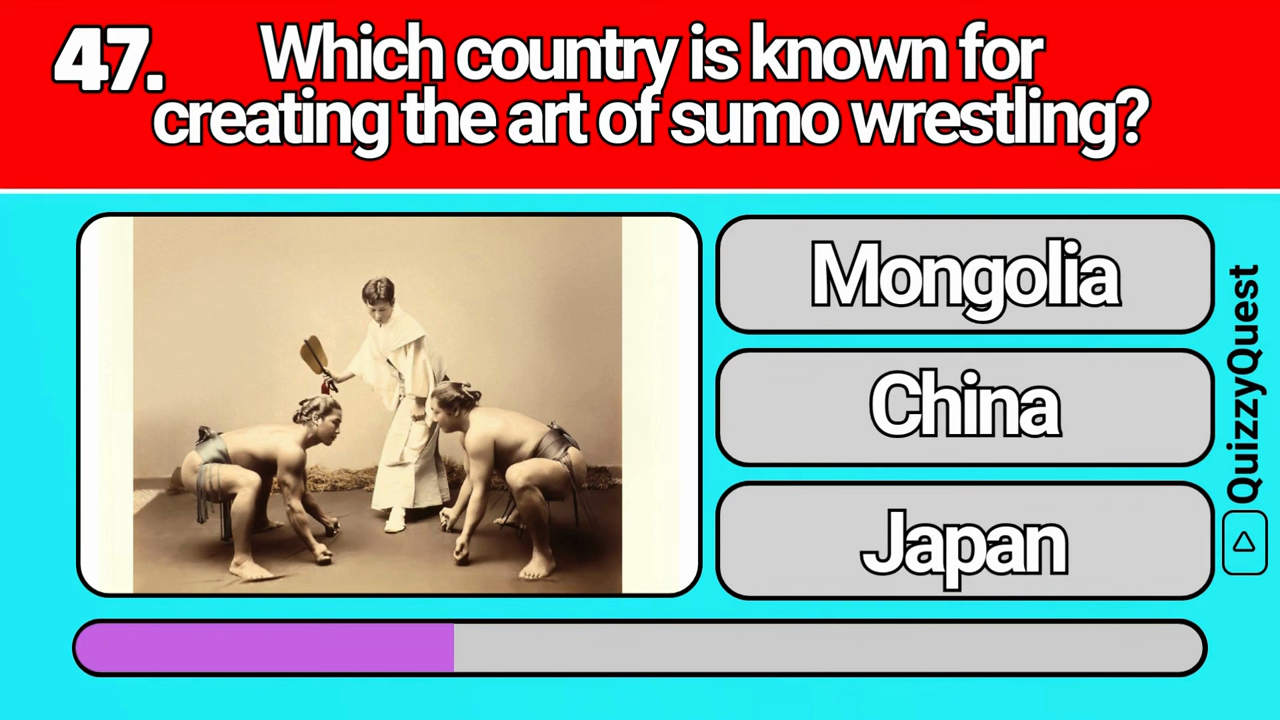 47.
Which country is known for
creating the art of sumo wrestling?
Mongolia
China
Japan
QuizzyQuest